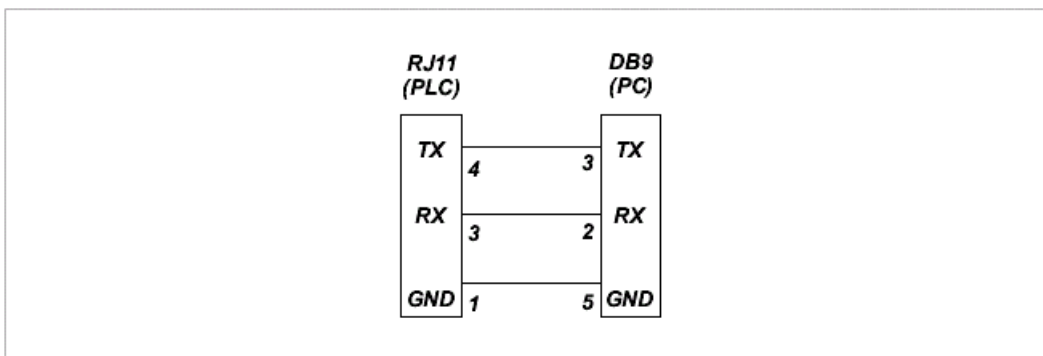 RJ11
(PLC)
DB9
(PC)
TX
4
3
TX
RX
3
2
RX
GND
1
5
GND